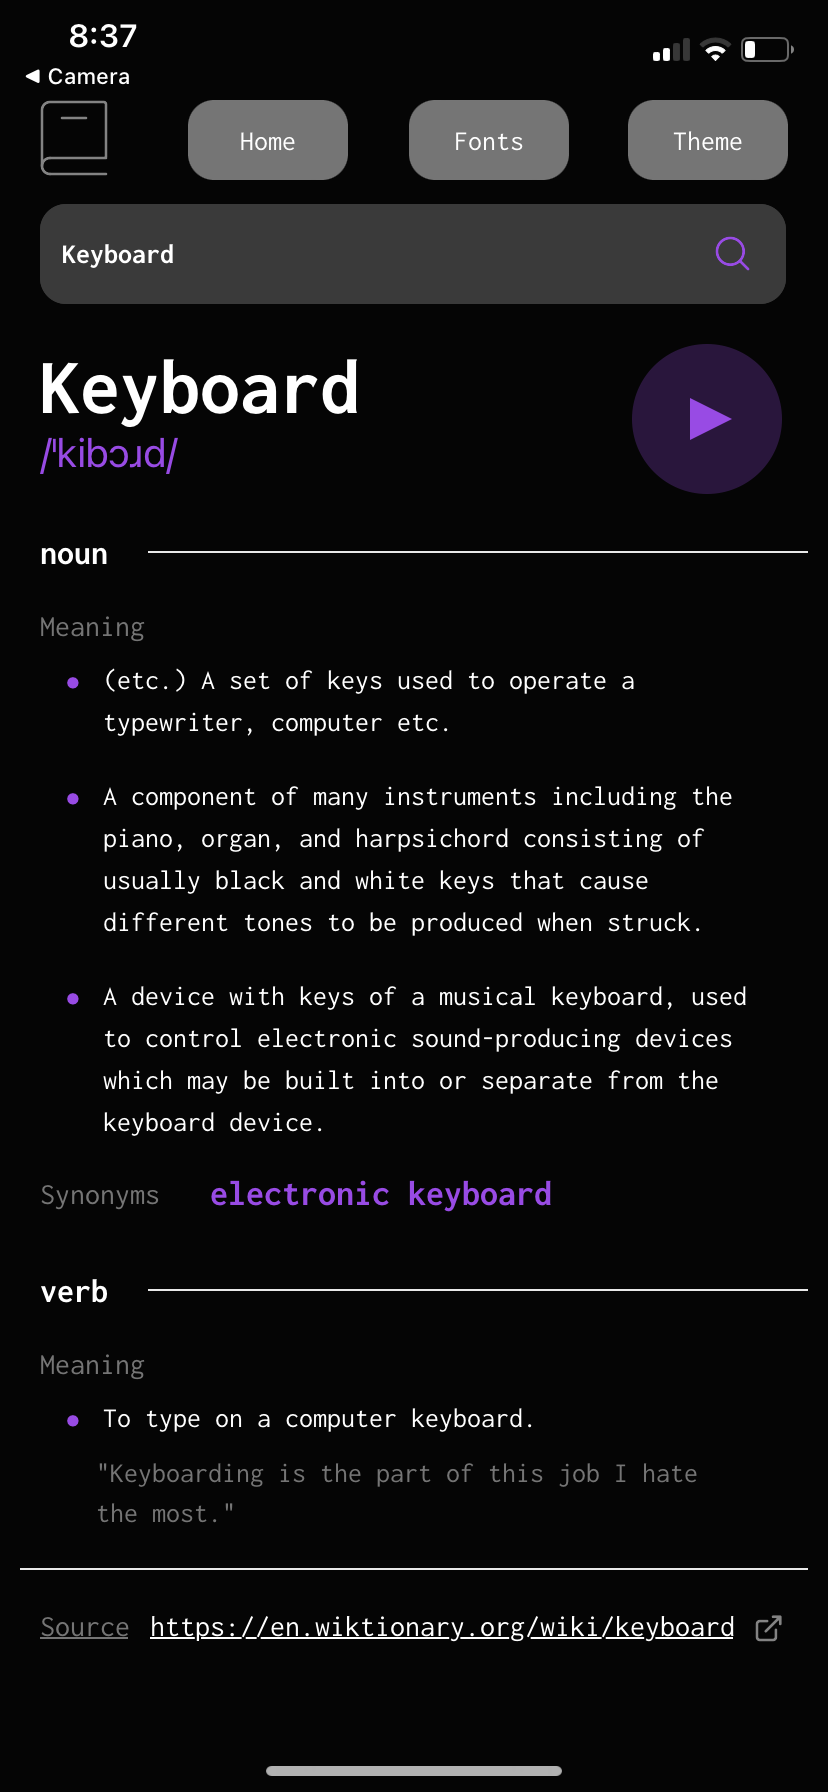 8:37
◀ Camera
Home
Fonts
Theme
Keyboard
Keyboard
/ˈkibɔɹd/
noun
Meaning
(etc.) A set of keys used to operate a
typewriter, computer etc.
A component of many instruments including the
piano, organ, and harpsichord consisting of
usually black and white keys that cause
different tones to be produced when struck.
A device with keys of a musical keyboard, used
to control electronic sound-producing devices
which may be built into or separate from the
keyboard device.
Synonyms electronic keyboard
verb
Meaning
To type on a computer keyboard.
"Keyboarding is the part of this job I hate
the most."
Source https://en.wiktionary.org/wiki/keyboard